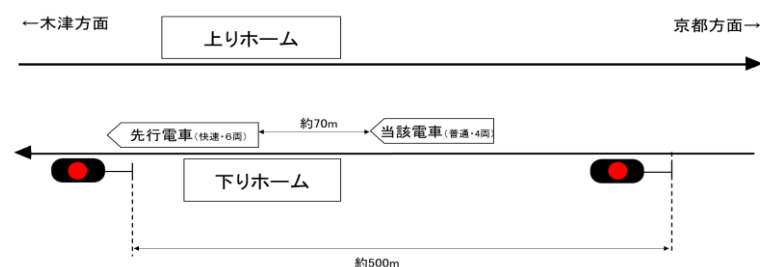 ←木津方面
上りホーム
京都方面→
先行電車(快速・6両)
約70m
当該電車(普通・4両)
下りホーム
約500m